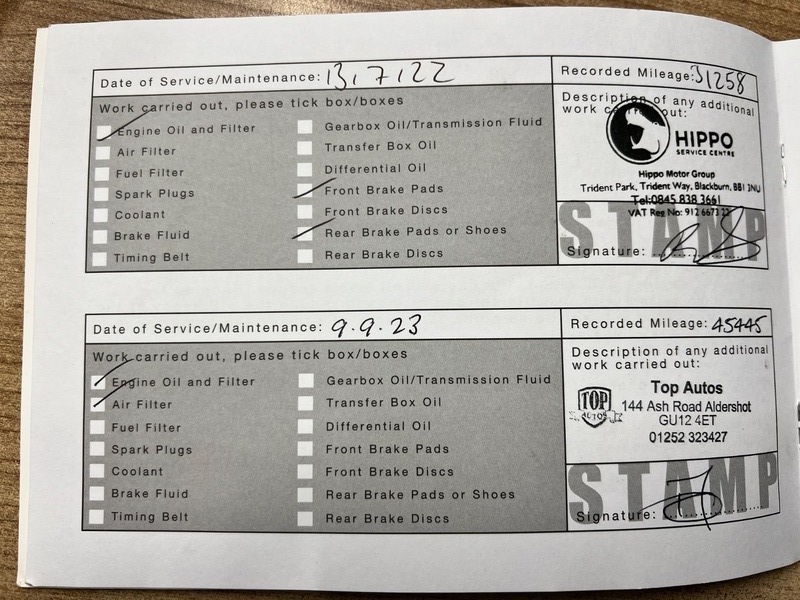 Date of Service/Maintenance: 13.7.22
Recorded Mileage: 31258
Work carried out, please tick box/boxes
Engine Oil and Filter
Air Filter
Fuel Filter
Spark Plugs
Coolant
Brake Fluid
Timing Belt
Gearbox Oil/Transmission Fluid
Transfer Box Oil
Differential Oil
Front Brake Pads
Front Brake Discs
Rear Brake Pads or Shoes
Rear Brake Discs
Description of any additional
work carried out:
HIPPO
SERVICE CENTRE
Hippo Motor Group
Trident Park, Trident Way, Blackburn, BB1 3NU
Tel:0845 838 3661
VAT Reg No: 912 6673
STAMP
Signature:
Date of Service/Maintenance: 9.9.23
Recorded Mileage: 45445
Work carried out, please tick box/boxes
Engine Oil and Filter
Air Filter
Fuel Filter
Spark Plugs
Coolant
Brake Fluid
Timing Belt
Gearbox Oil/Transmission Fluid
Transfer Box Oil
Differential Oil
Front Brake Pads
Front Brake Discs
Rear Brake Pads or Shoes
Rear Brake Discs
Description of any additional
work carried out:
TOP
AUTOS
Top Autos
144 Ash Road Aldershot
GU12 4ET
01252 323427
STAMP
Signature: